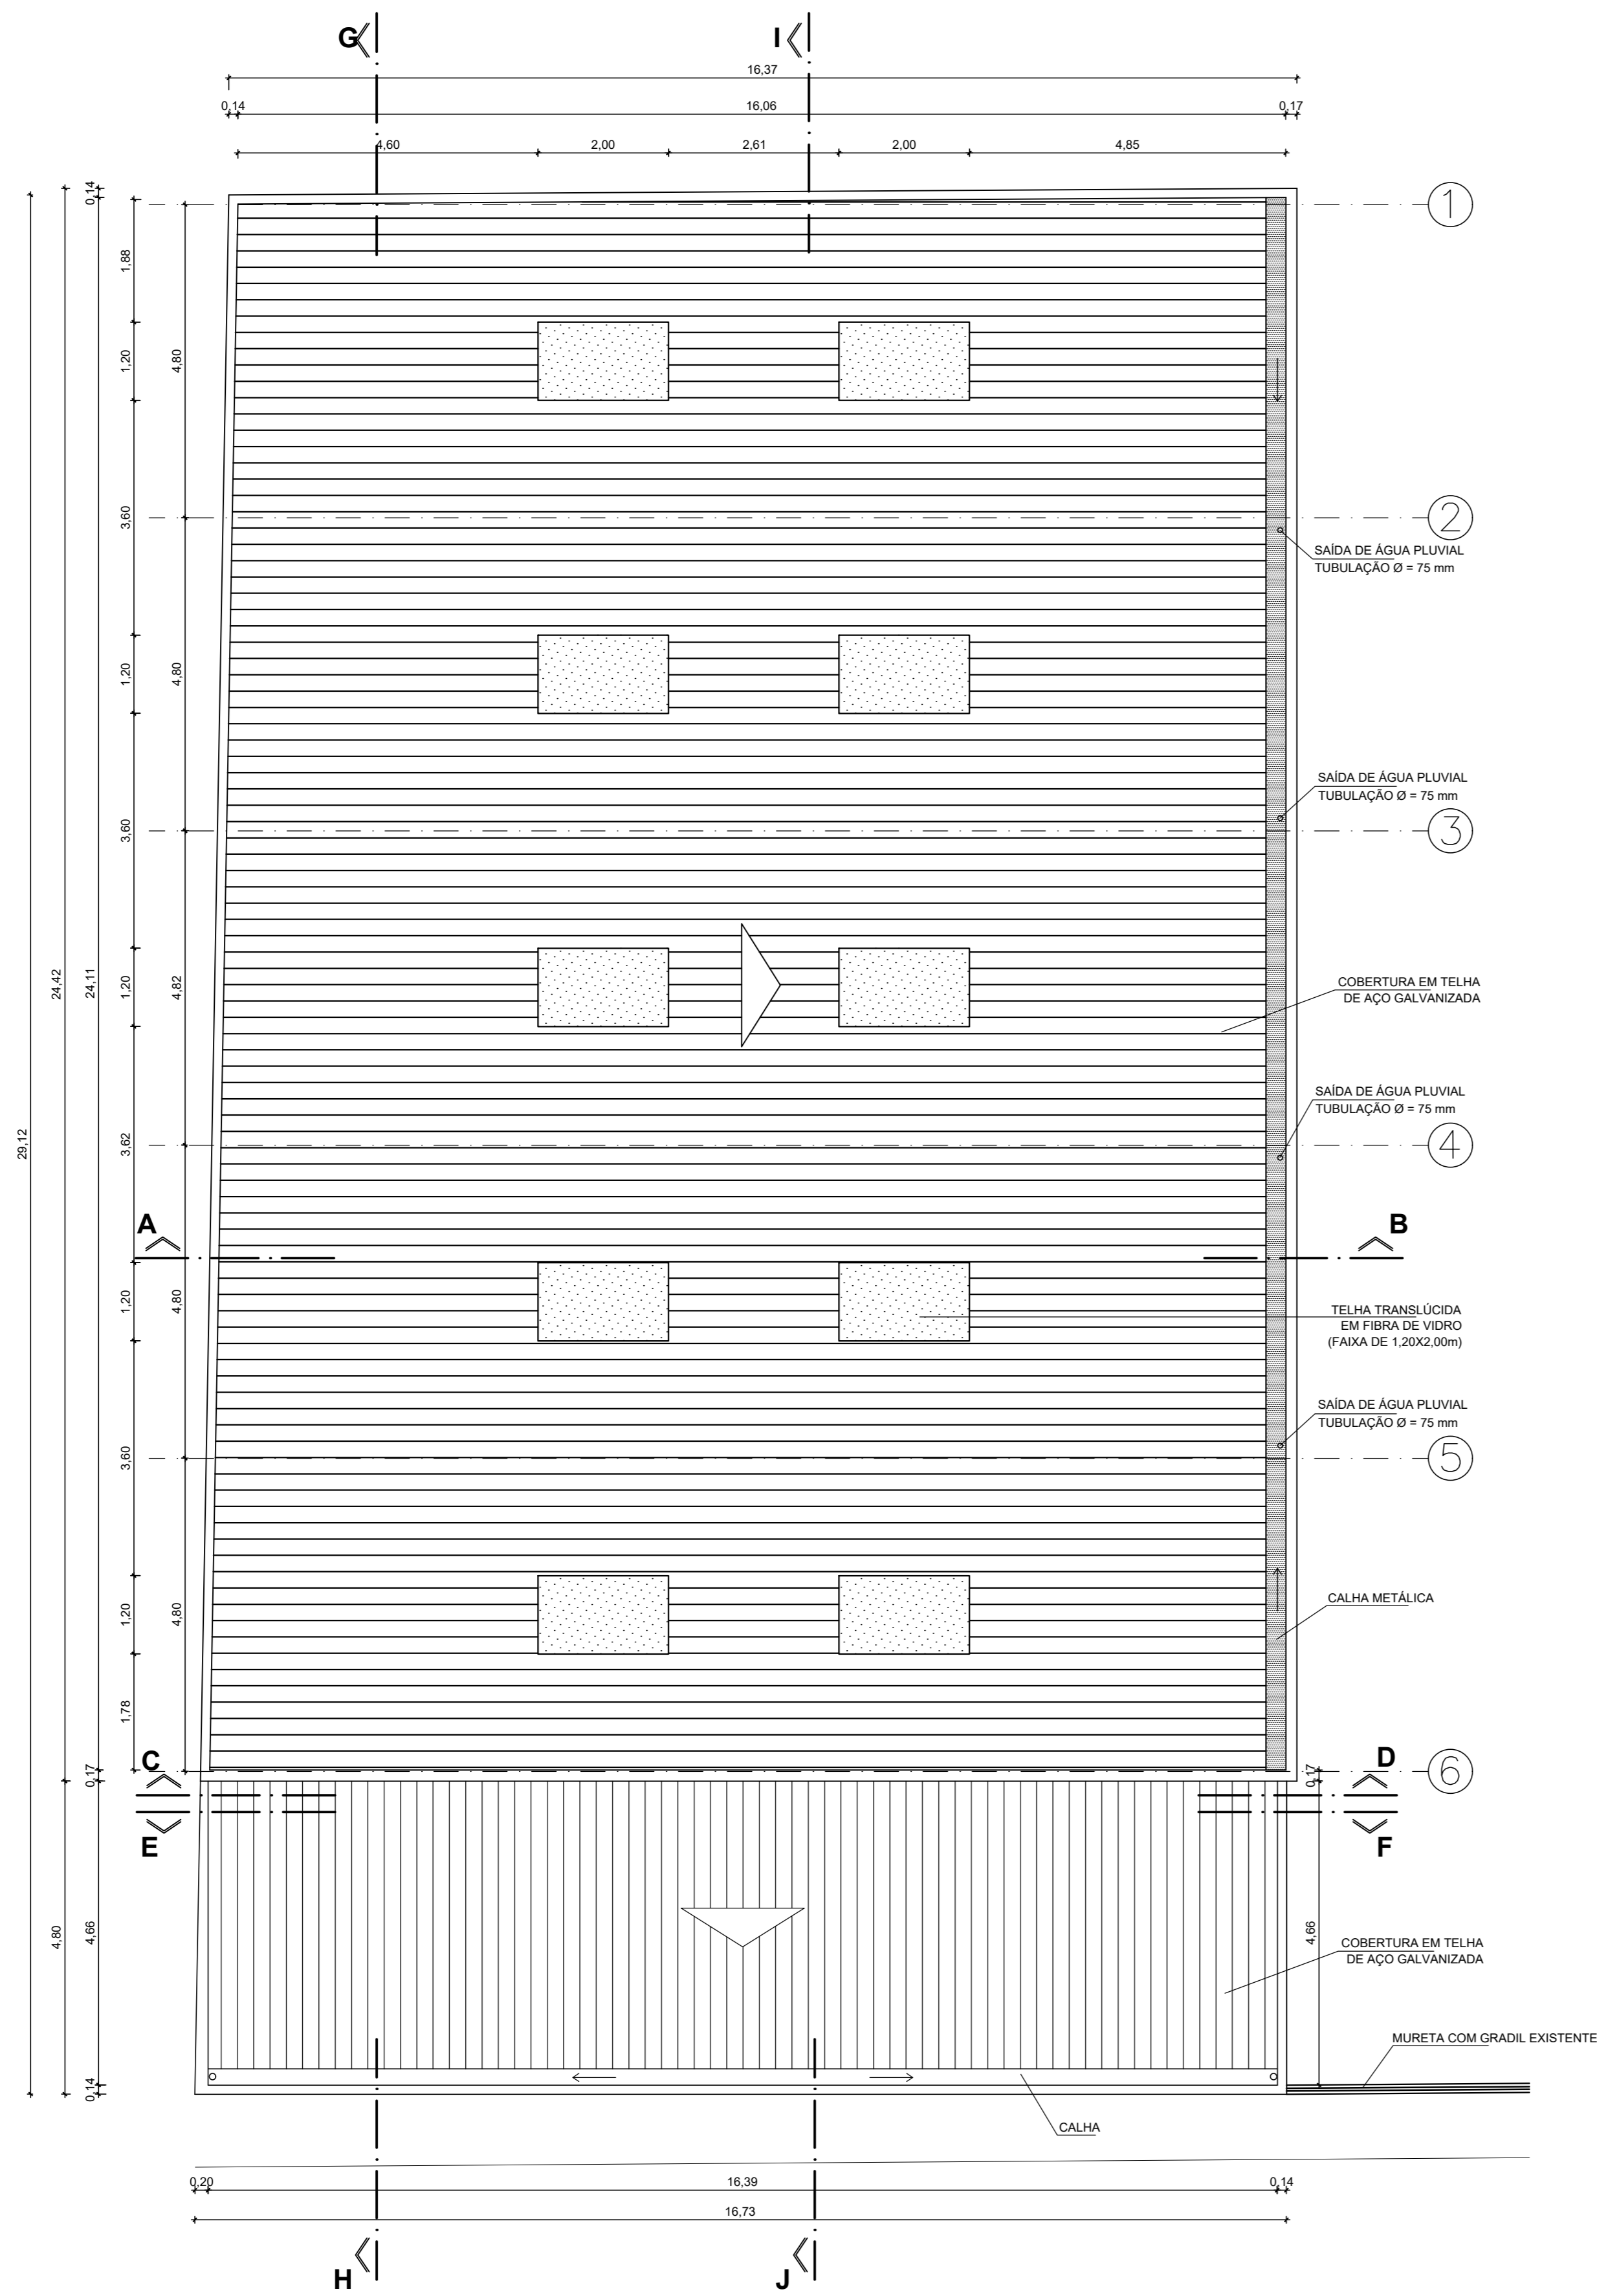 G
I
16,37
0,14
16,06
0,17
4,60
2,00
2,61
2,00
4,85
0,14
1
1,88
1,20
4,80
3,60
2
SAÍDA DE ÁGUA PLUVIAL
TUBULAÇÃO Ø = 75 mm
1,20
4,80
SAÍDA DE ÁGUA PLUVIAL
TUBULAÇÃO Ø = 75 mm
3,60
3
24,42
24,11
1,20
4,82
COBERTURA EM TELHA
DE AÇO GALVANIZADA
SAÍDA DE ÁGUA PLUVIAL
TUBULAÇÃO Ø = 75 mm
29,12
3,62
4
A
B
1,20
4,80
TELHA TRANSLÚCIDA
EM FIBRA DE VIDRO
(FAIXA DE 1,20X2,00m)
SAÍDA DE ÁGUA PLUVIAL
TUBULAÇÃO Ø = 75 mm
3,60
5
1,20
4,80
CALHA METÁLICA
1,78
C
D
0,17
0,17
6
E
F
4,80
4,66
4,66
COBERTURA EM TELHA
DE AÇO GALVANIZADA
MURETA COM GRADIL EXISTENTE
0,14
CALHA
0,20
16,39
0,14
16,73
H
J